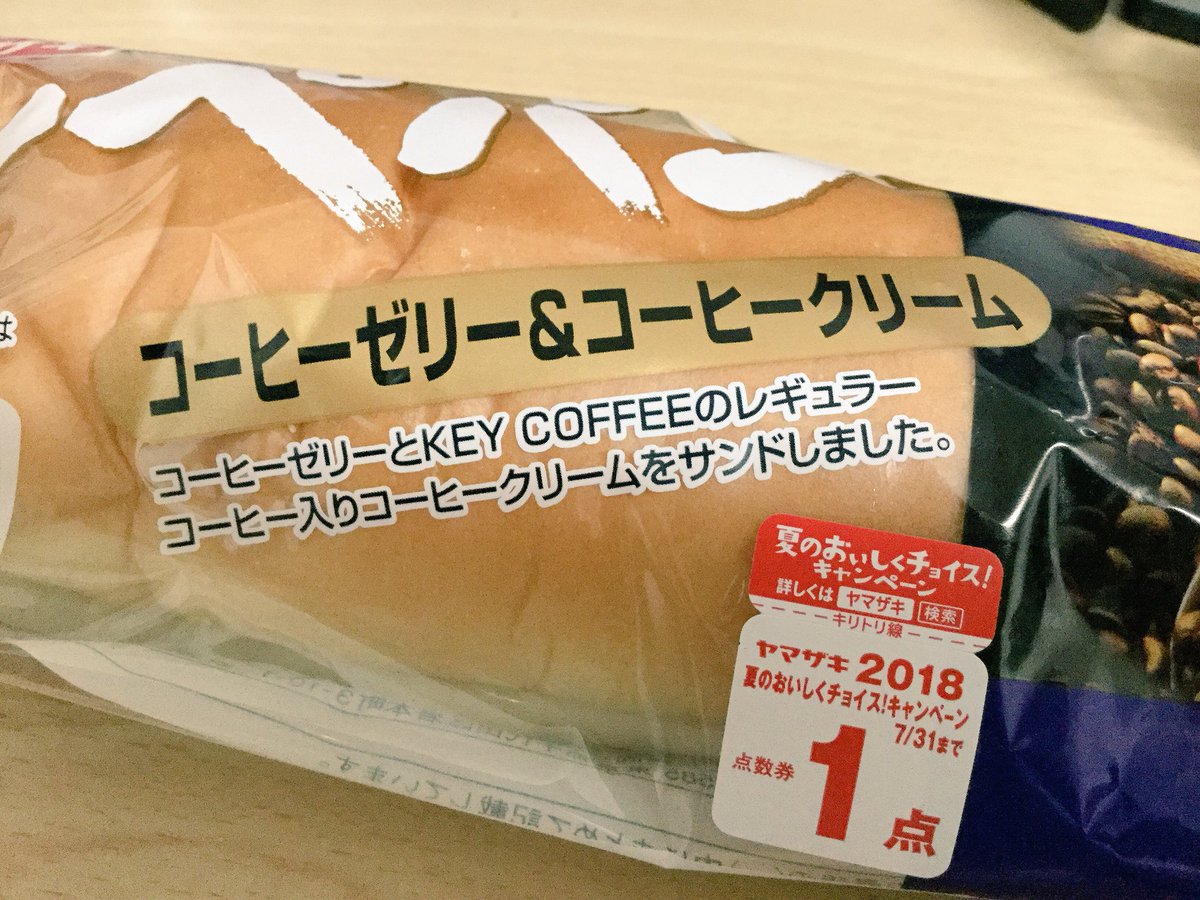 ッペパン
コーヒーゼリー&コーヒークリーム
コーヒーゼリーとKEY COFFEEのレギュラー
コーヒー入りコーヒークリームをサンドしました。
は
夏のおいしくチョイス!
キャンペーン
詳しくは ヤマザキ 検索
キリトリ線
ヤマザキ 2018
夏のおいしくチョイス!キャンペーン
7/31まで
点数券 1点